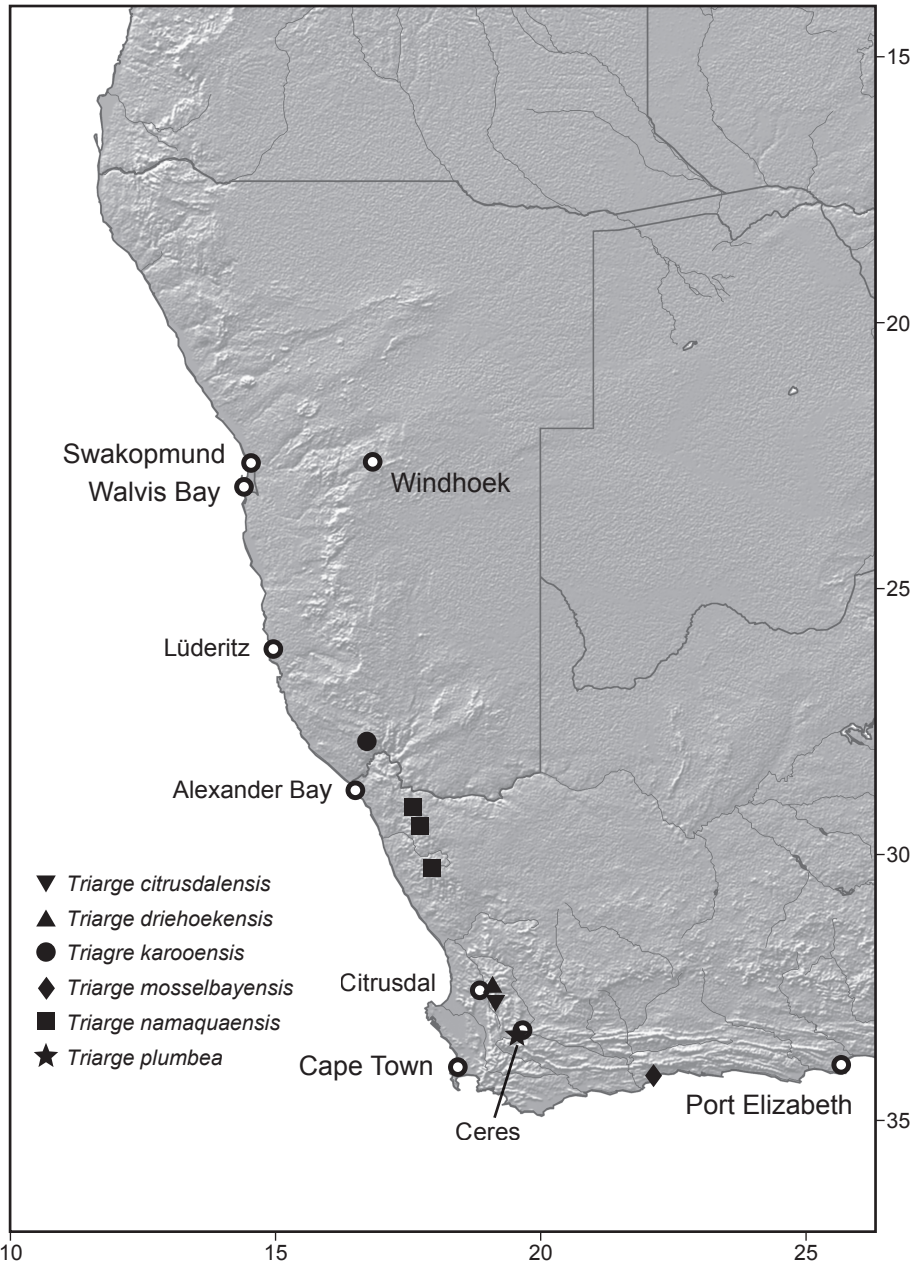 15
20
Swakopmund
Walvis Bay
Windhoek
25
Lüderitz
Alexander Bay
30
Triarge citrusdalensis
Triarge driehoekensis
Triagre karooensis
Triarge mosselbayensis
Triarge namaquaensis
Triarge plumbea
Citrusdal
Cape Town
Port Elizabeth
Ceres
35
10
15
20
25